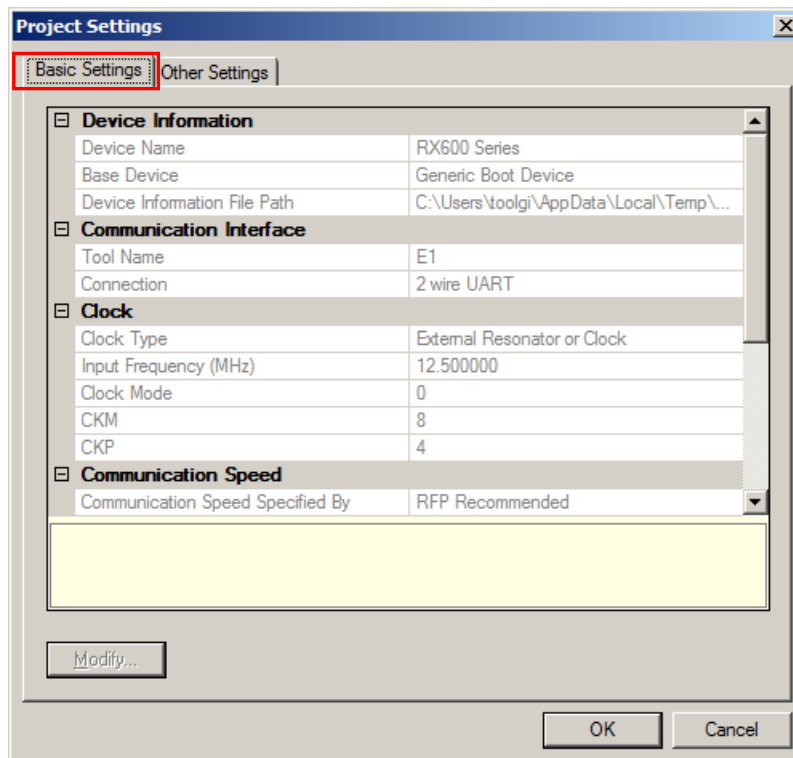 Project Settings
Basic Settings Other Settings
Device Information
Device Name RX600 Series
Base Device Generic Boot Device
Device Information File Path C:\Users\toolgi\AppData\Local\Temp\...
Communication Interface
Tool Name E1
Connection 2 wire UART
Clock
Clock Type External Resonator or Clock
Input Frequency (MHz) 12.500000
Clock Mode 0
CKM 8
CKP 4
Communication Speed
Communication Speed Specified By RFP Recommended
Modify...
OK Cancel